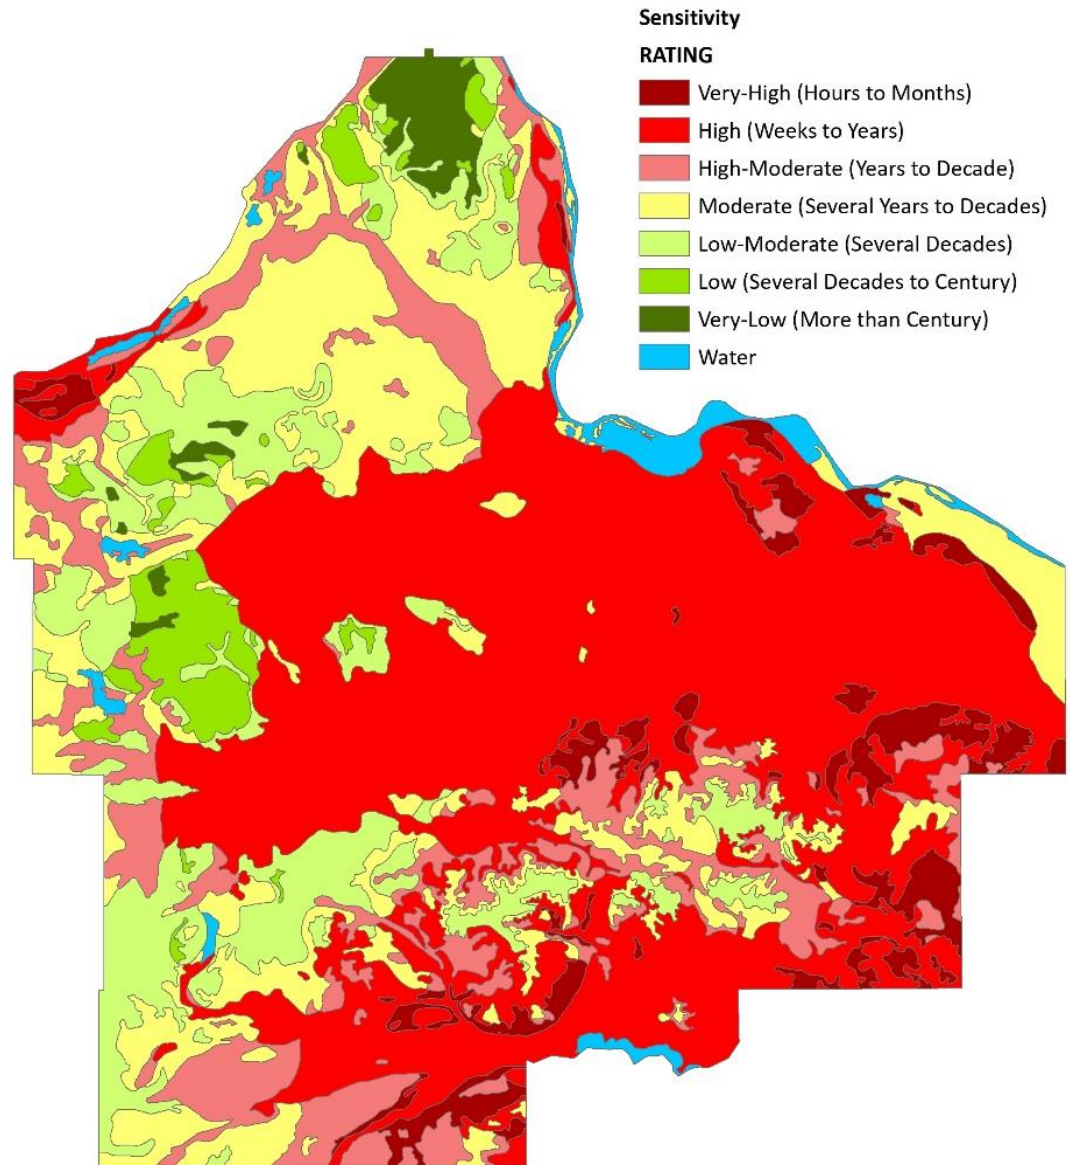 Sensitivity
RATING
Very-High (Hours to Months)
High (Weeks to Years)
High-Moderate (Years to Decade)
Moderate (Several Years to Decades)
Low-Moderate (Several Decades)
Low (Several Decades to Century)
Very-Low (More than Century)
Water